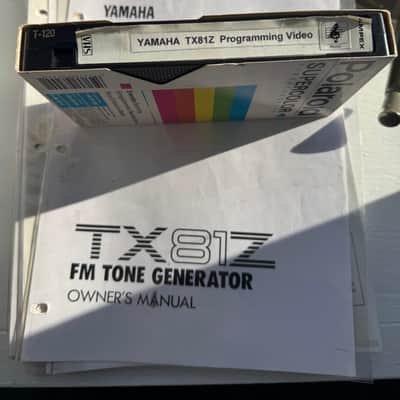 YAMAHA
T-120
VHS
YAMAHA TX81Z Programming Video
AMPEX
Polaroid
SUPERCOLOR
TX81Z
FM TONE GENERATOR
OWNER'S MANUAL